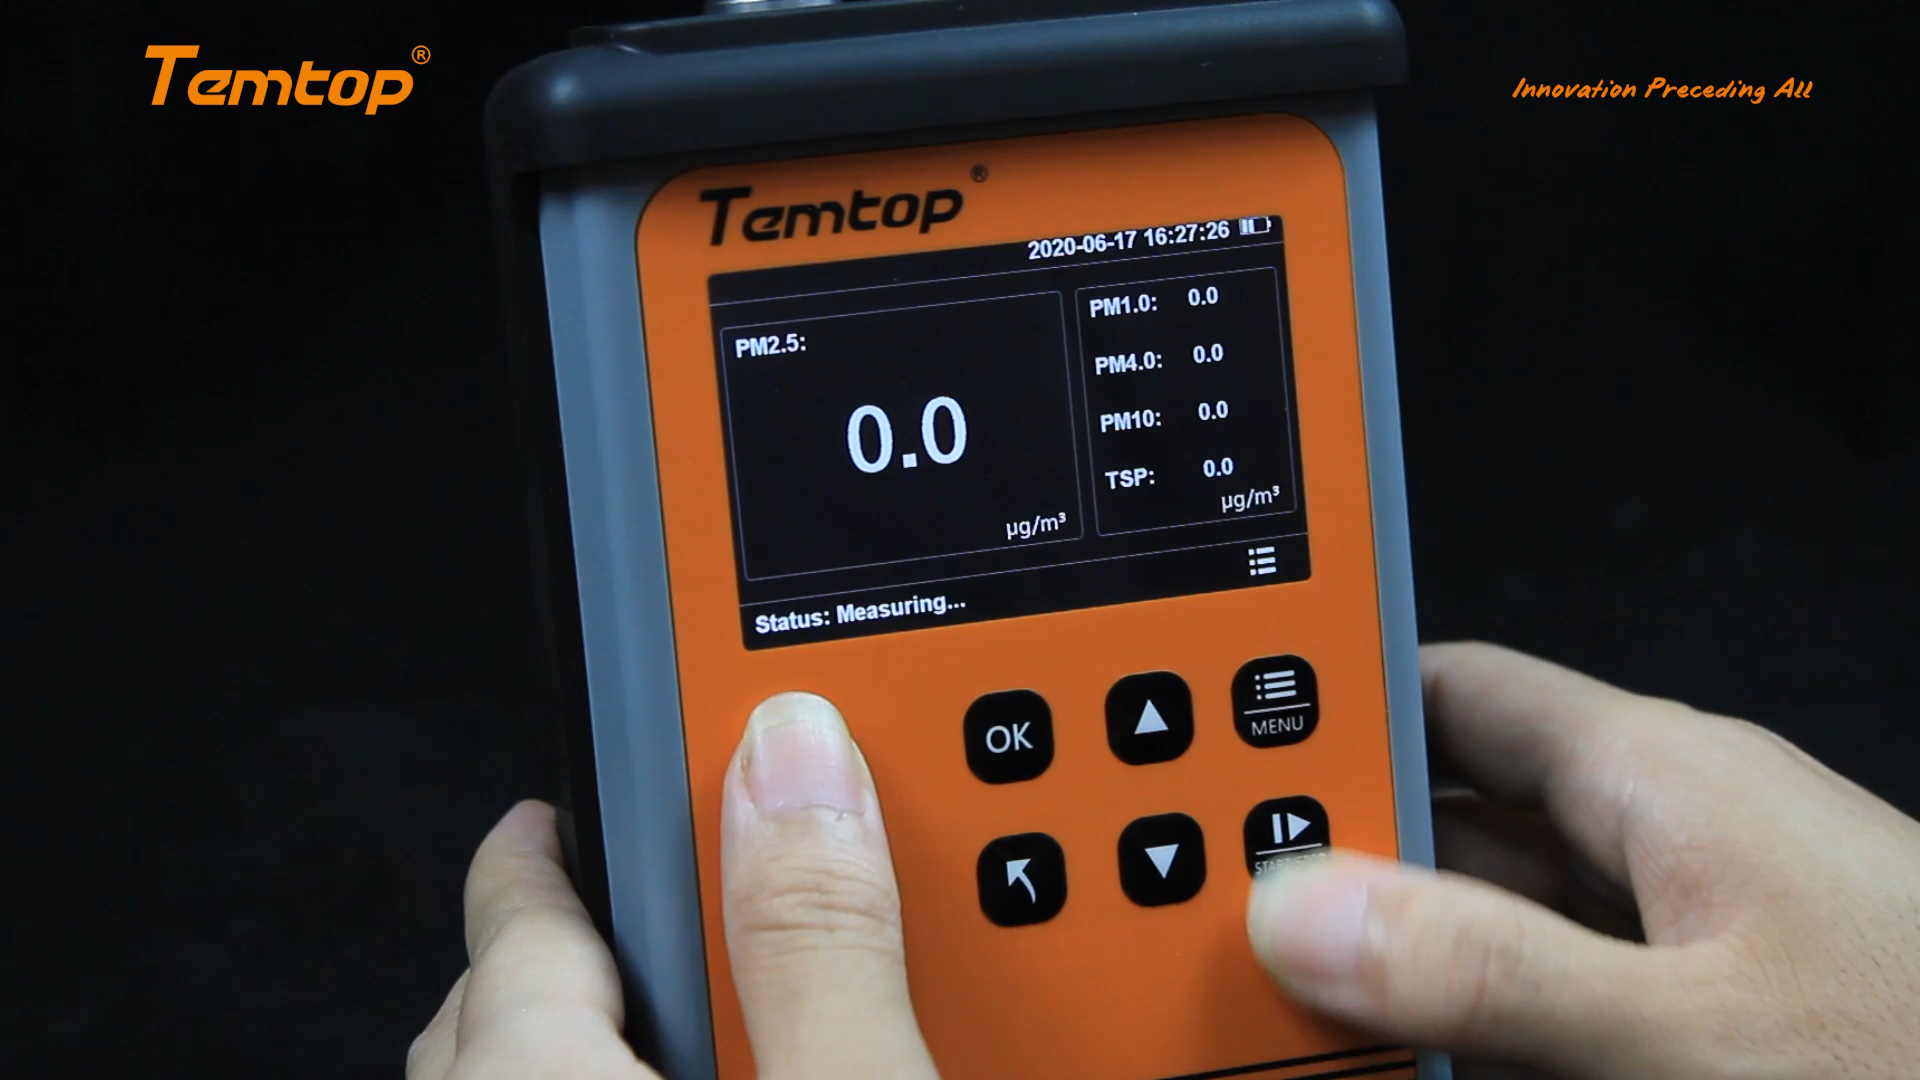 Temtop®
Innovation Preceding All
Temtop®
2020-06-17 16:27:26
PM2.5:
0.0
µg/m³
PM1.0: 0.0
PM4.0: 0.0
PM10: 0.0
TSP: 0.0
µg/m³
Status: Measuring...
OK
MENU